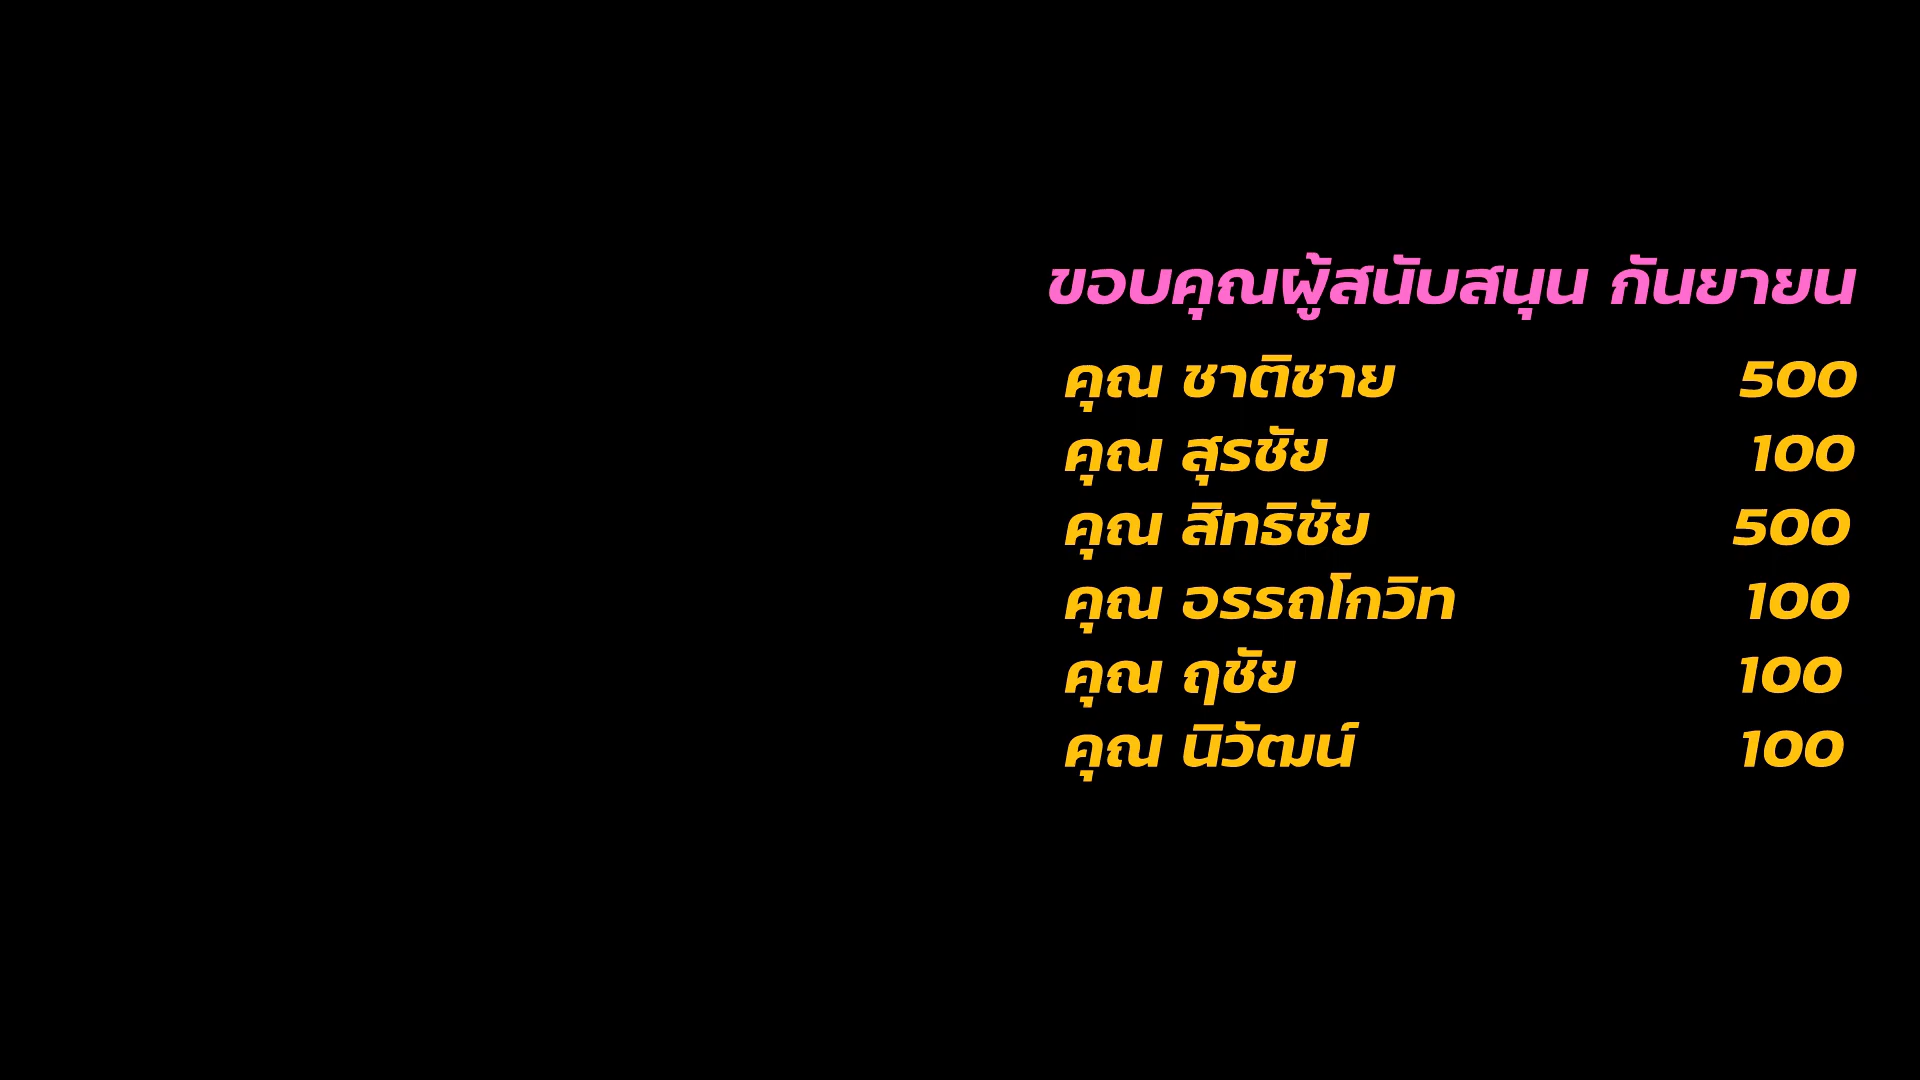 ขอบคุณผู้สนับสนุน กันยายน
คุณ ชาติชาย 500
คุณ สุรชัย 100
คุณ สิทธิชัย 500
คุณ อรรถโกวิท 100
คุณ ฤชัย 100
คุณ นิวัฒน์ 100